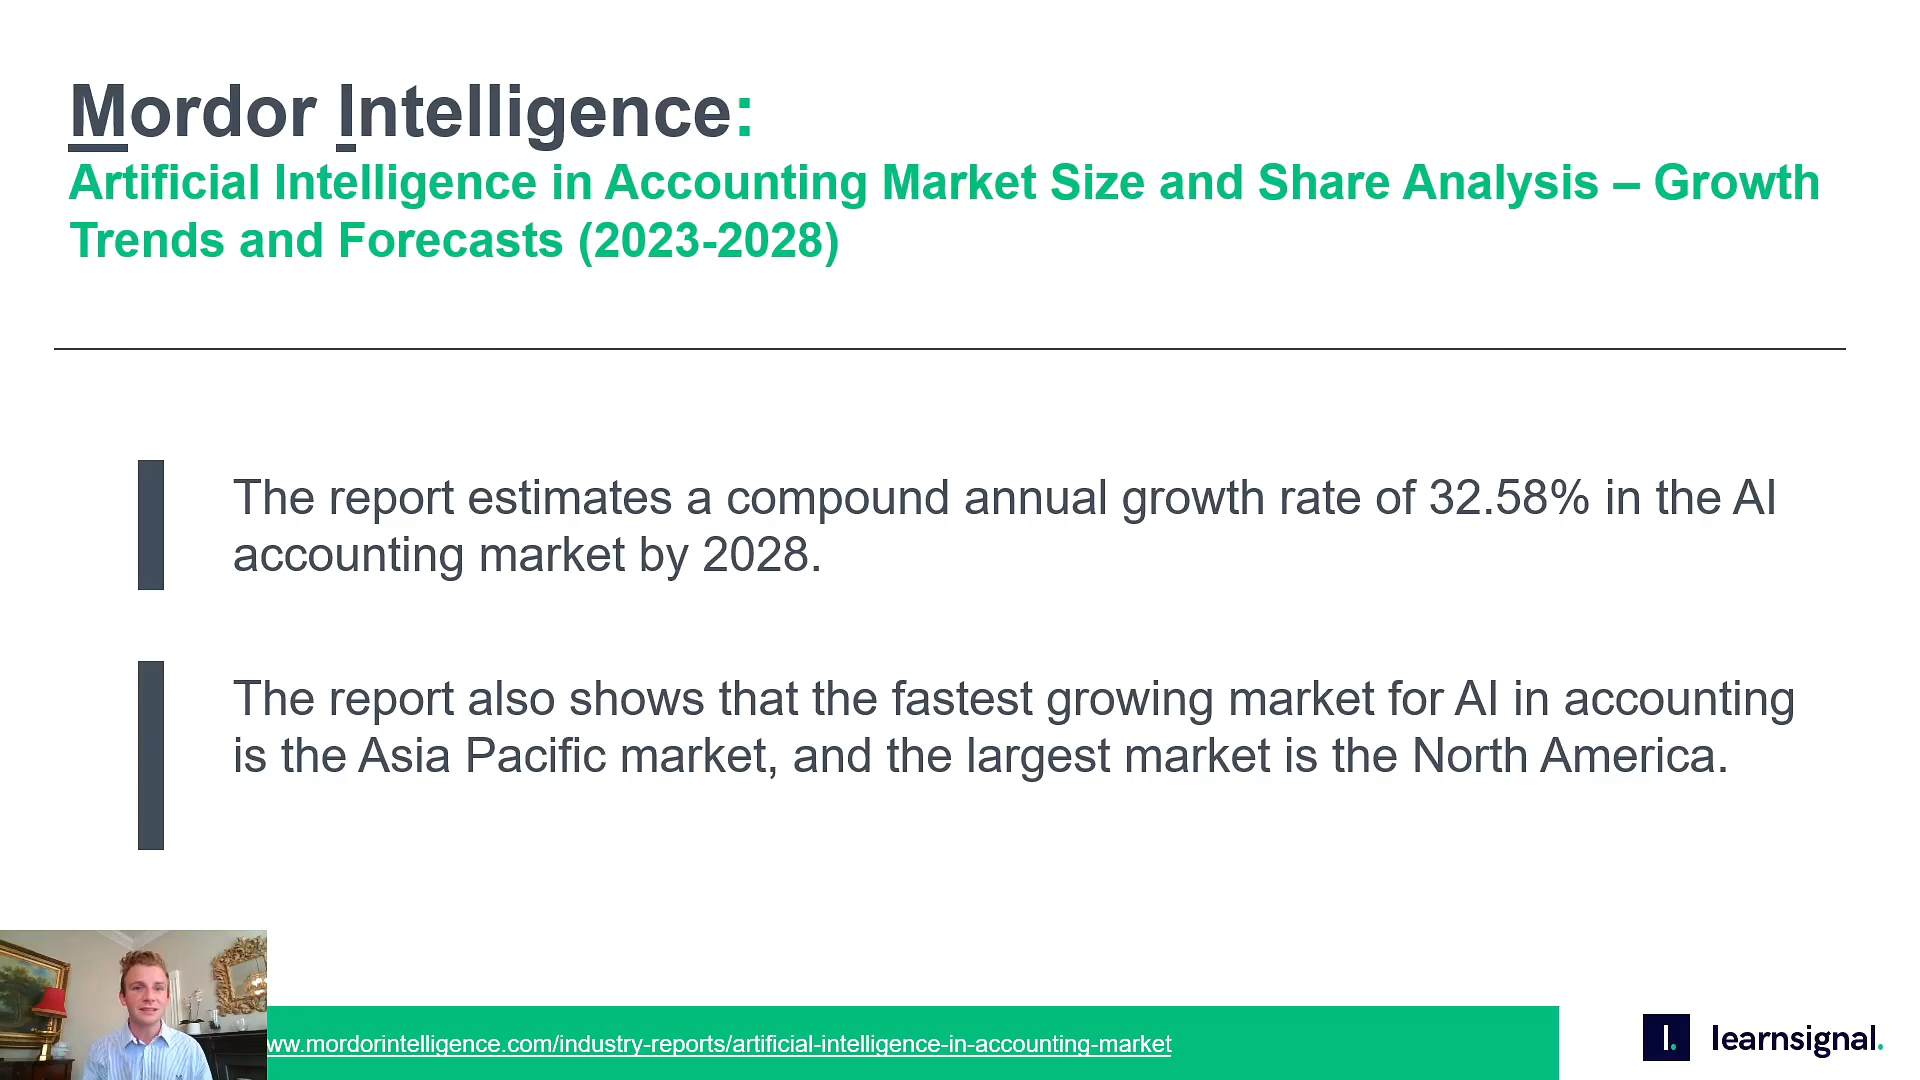 Mordor Intelligence:
Artificial Intelligence in Accounting Market Size and Share Analysis – Growth
Trends and Forecasts (2023-2028)
The report estimates a compound annual growth rate of 32.58% in the AI
accounting market by 2028.
The report also shows that the fastest growing market for AI in accounting
is the Asia Pacific market, and the largest market is the North America.
ww.mordorintelligence.com/industry-reports/artificial-intelligence-in-accounting-market
l. learnsignal.